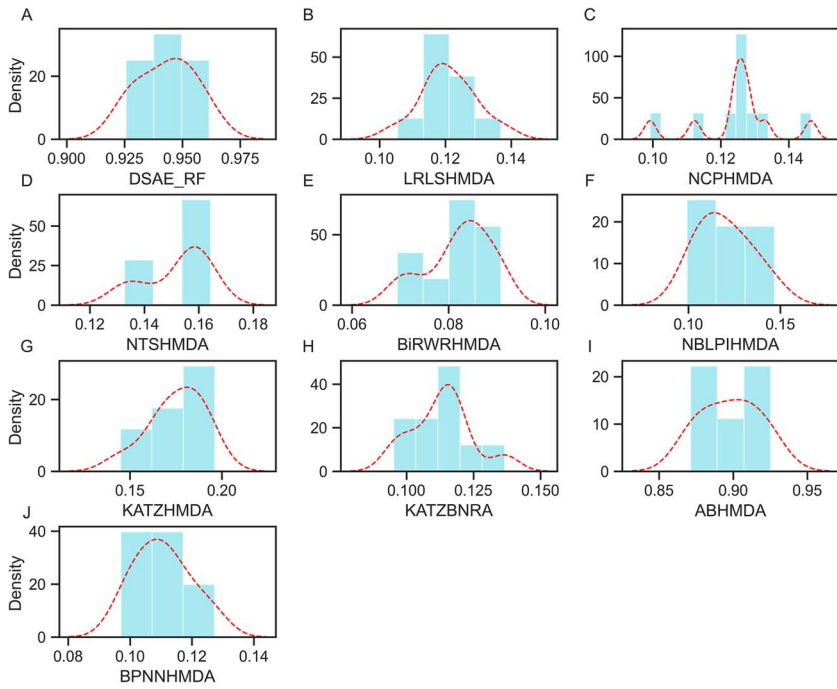 A
B
C
Density
20
0
0.900 0.925 0.950 0.975
DSAE_RF
50
25
0
0.10 0.12 0.14
LRLSHMDA
100
50
0
0.10 0.12 0.14
NCPHMDA
D
E
F
Density
50
25
0
0.12 0.14 0.16 0.18
NTSHMDA
50
0
0.06 0.08 0.10
BiRWRHMDA
20
10
0
0.10 0.15
NBLPIHMDA
G
H
I
Density
20
0
0.15 0.20
KATZHMDA
40
20
0
0.100 0.125 0.150
KATZBNRA
20
10
0
0.85 0.90 0.95
ABHMDA
J
Density
40
20
0
0.08 0.10 0.12 0.14
BPNNHMDA